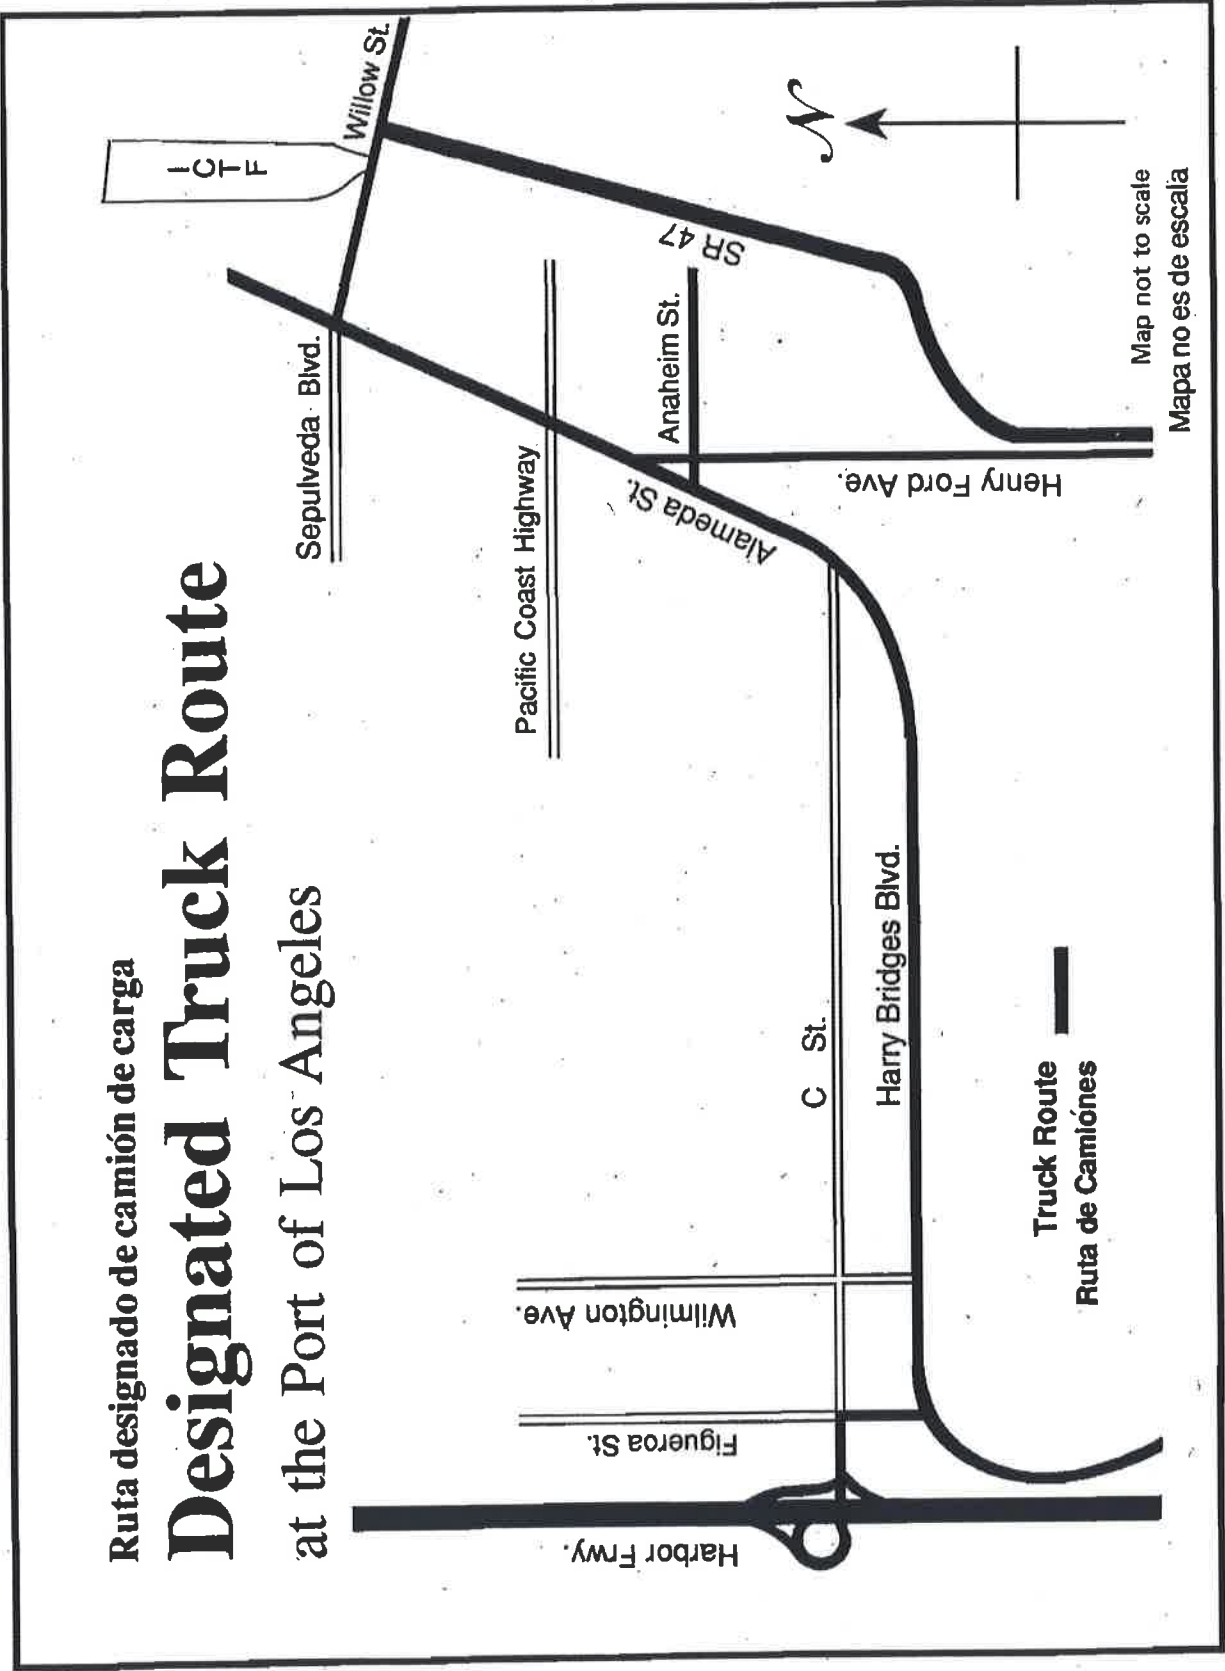 Ruta designado de camión de carga
Designated Truck Route
at the Port of Los Angeles
I
C
T
F
Willow St.
Sepulveda Blvd.
Pacific Coast Highway
SR 47
Anaheim St.
Alameda St.
Henry Ford Ave.
C St.
Harry Bridges Blvd.
Wilmington Ave.
Figueroa St.
Harbor Frwy.
N
Truck Route
Ruta de Camiónes
Map not to scale
Mapa no es de escala